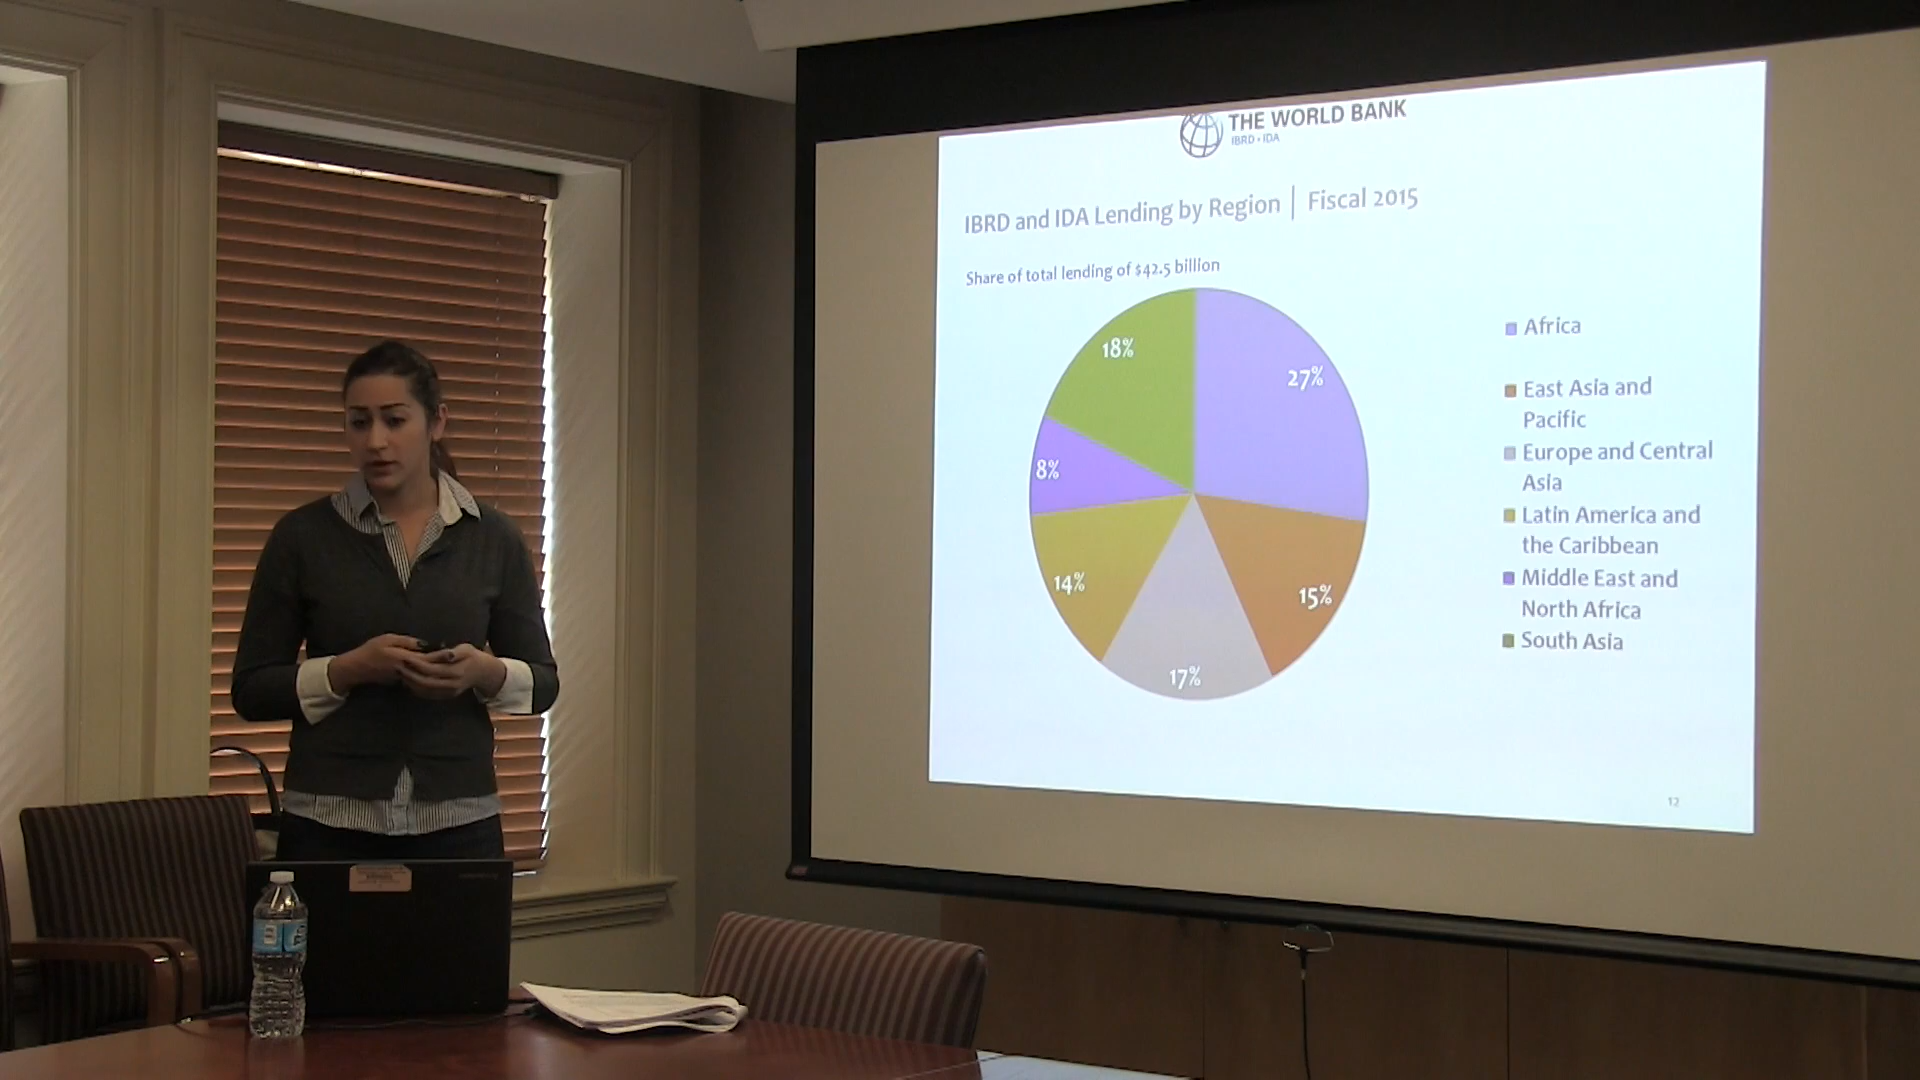 THE WORLD BANK
IBRD • IDA
IBRD and IDA Lending by Region | Fiscal 2015
Share of total lending of $42.5 billion
18%
27%
8%
14%
15%
17%
Africa
East Asia and
Pacific
Europe and Central
Asia
Latin America and
the Caribbean
Middle East and
North Africa
South Asia
12